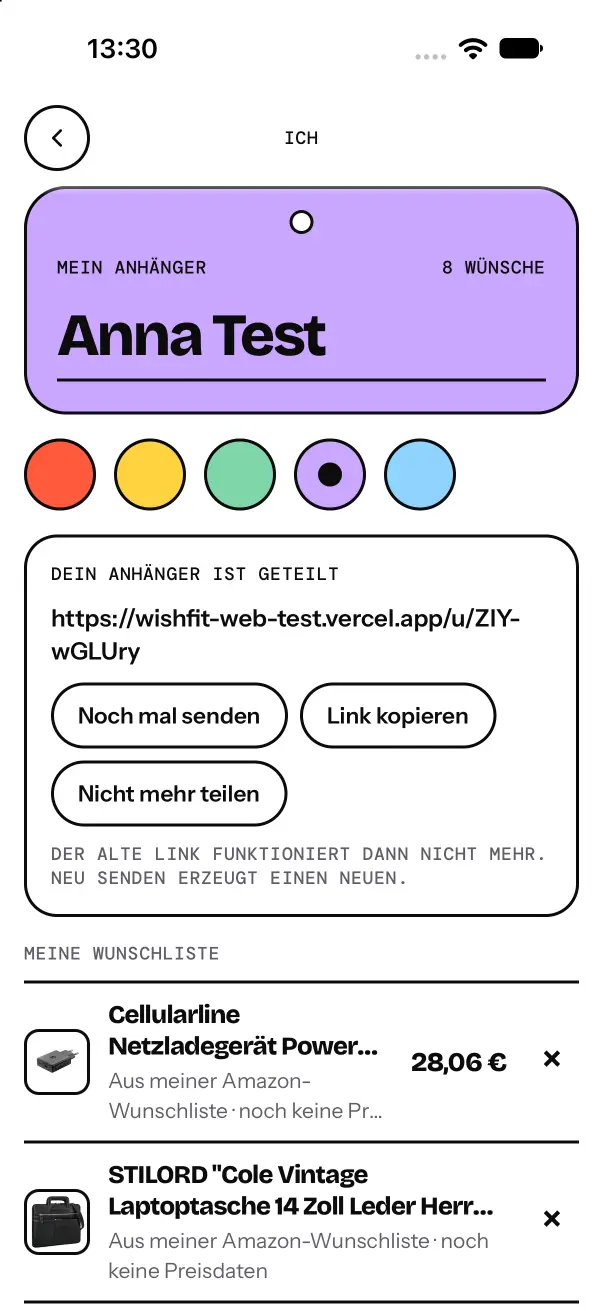 13:30
ICH
MEIN ANHÄNGER
8 WÜNSCHE
Anna Test
DEIN ANHÄNGER IST GETEILT
https://wishfit-web-test.vercel.app/u/ZIY-
wGLUry
Noch mal senden
Link kopieren
Nicht mehr teilen
DER ALTE LINK FUNKTIONIERT DANN NICHT MEHR.
NEU SENDEN ERZEUGT EINEN NEUEN.
MEINE WUNSCHLISTE
Cellularline
Netzladegerät Power...
Aus meiner Amazon-
Wunschliste · noch keine Pr...
28,06 €
STILORD "Cole Vintage
Laptoptasche 14 Zoll Leder Herr...
Aus meiner Amazon-Wunschliste · noch
keine Preisdaten